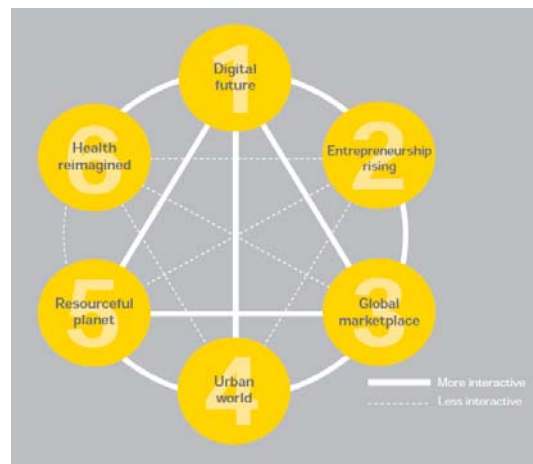 1
Digital
future
2
Entrepreneurship
rising
3
Global
marketplace
4
Urban
world
5
Resourceful
planet
6
Health
reimagined
More interactive
Less interactive